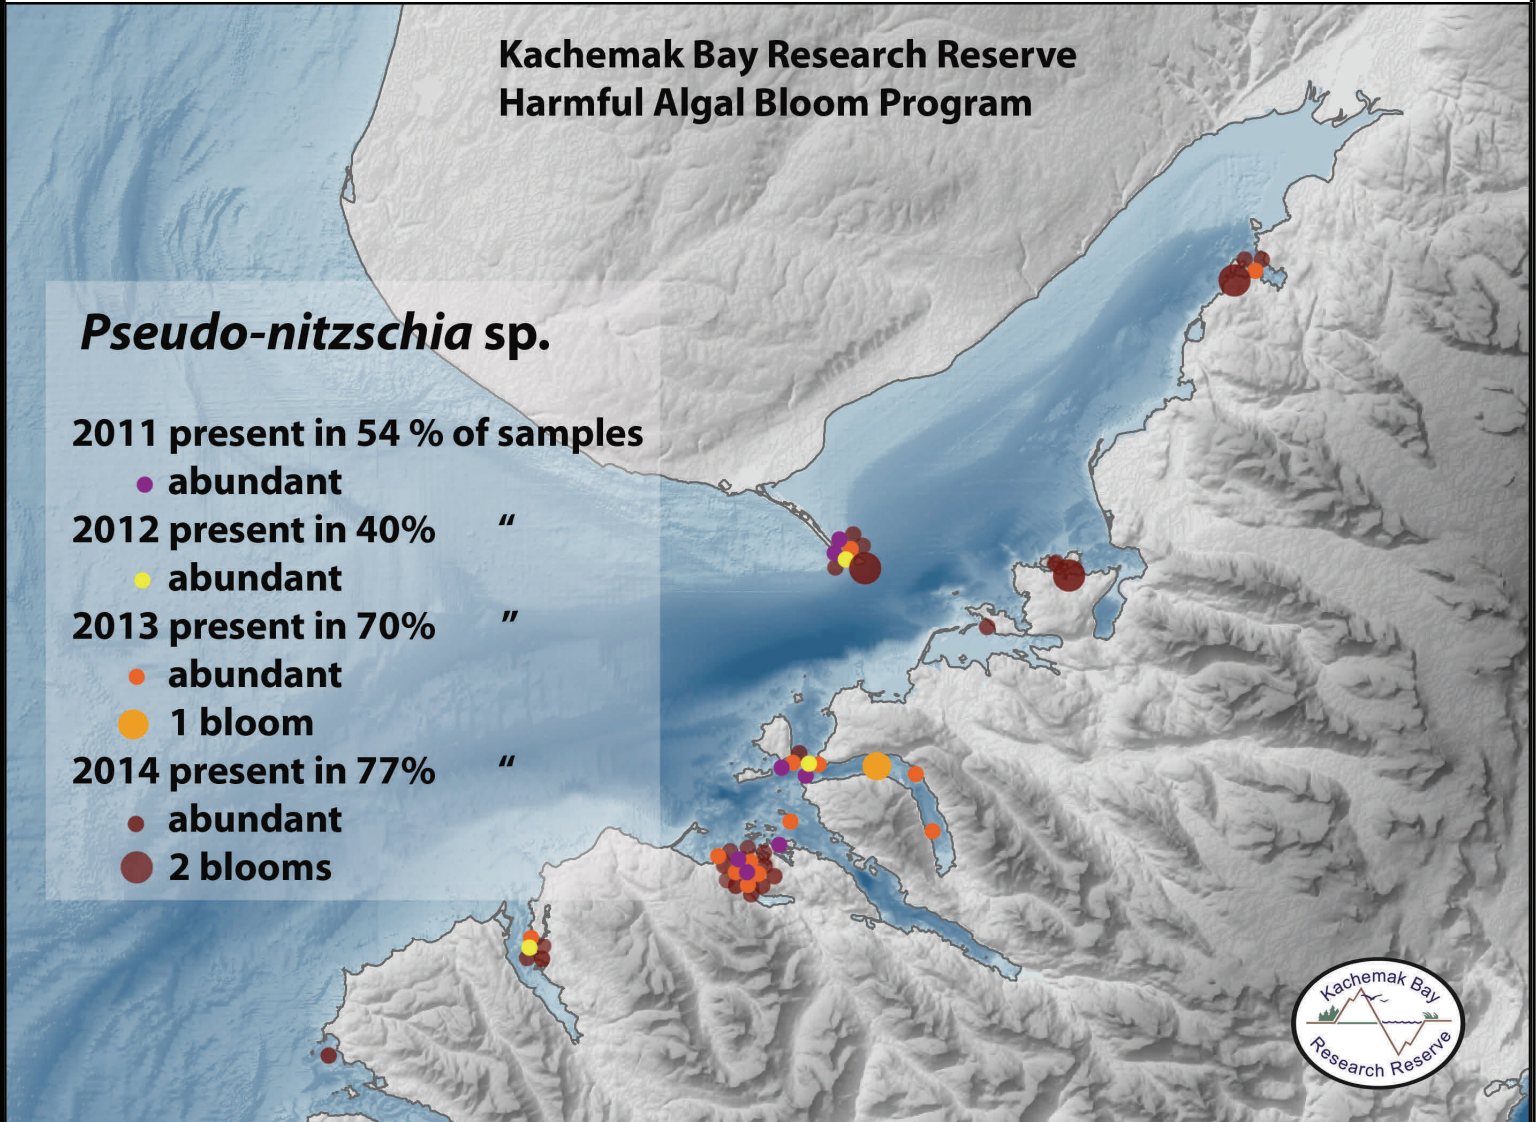 Kachemak Bay Research Reserve
Harmful Algal Bloom Program
Pseudo-nitzschia sp.
2011 present in 54 % of samples
abundant
2012 present in 40% “
abundant
2013 present in 70% ”
abundant
1 bloom
2014 present in 77% “
abundant
2 blooms
Kachemak Bay
Research Reserve